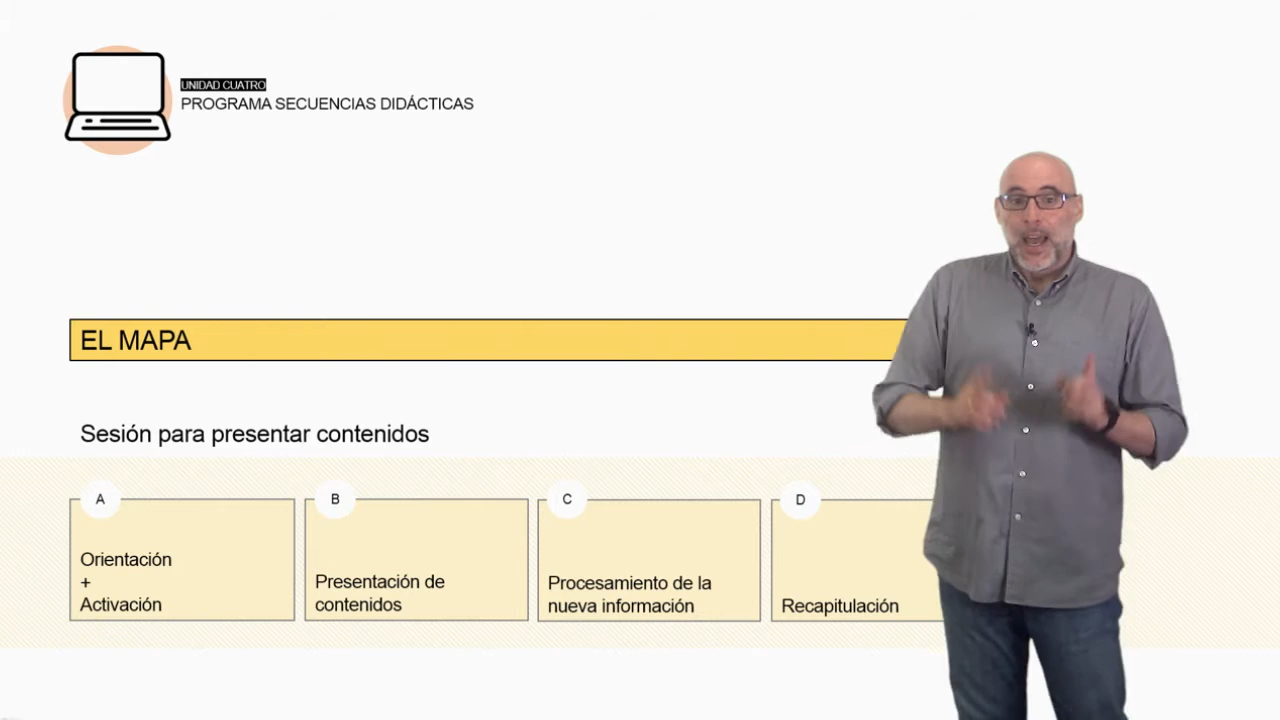 UNIDAD CUATRO
PROGRAMA SECUENCIAS DIDÁCTICAS
EL MAPA
Sesión para presentar contenidos
A
Orientación
+
Activación
B
Presentación de
contenidos
C
Procesamiento de la
nueva información
D
Recapitulación